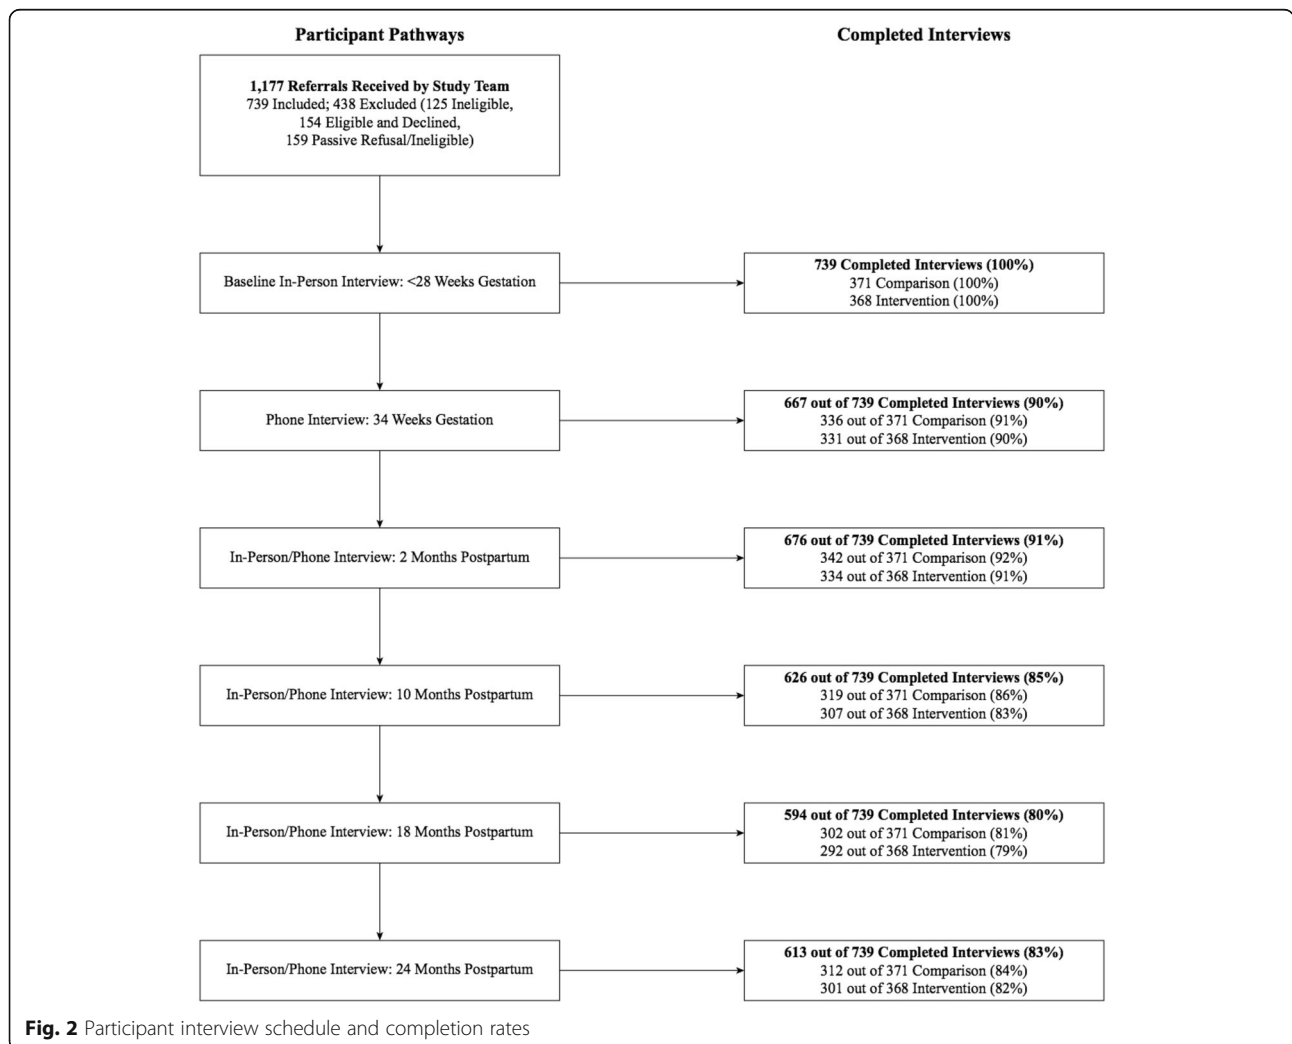 Participant Pathways
Completed Interviews
1,177 Referrals Received by Study Team
739 Included; 438 Excluded (125 Ineligible,
154 Eligible and Declined,
159 Passive Refusal/Ineligible)
Baseline In-Person Interview: <28 Weeks Gestation
739 Completed Interviews (100%)
371 Comparison (100%)
368 Intervention (100%)
Phone Interview: 34 Weeks Gestation
667 out of 739 Completed Interviews (90%)
336 out of 371 Comparison (91%)
331 out of 368 Intervention (90%)
In-Person/Phone Interview: 2 Months Postpartum
676 out of 739 Completed Interviews (91%)
342 out of 371 Comparison (92%)
334 out of 368 Intervention (91%)
In-Person/Phone Interview: 10 Months Postpartum
626 out of 739 Completed Interviews (85%)
319 out of 371 Comparison (86%)
307 out of 368 Intervention (83%)
In-Person/Phone Interview: 18 Months Postpartum
594 out of 739 Completed Interviews (80%)
302 out of 371 Comparison (81%)
292 out of 368 Intervention (79%)
In-Person/Phone Interview: 24 Months Postpartum
613 out of 739 Completed Interviews (83%)
312 out of 371 Comparison (84%)
301 out of 368 Intervention (82%)
Fig. 2 Participant interview schedule and completion rates